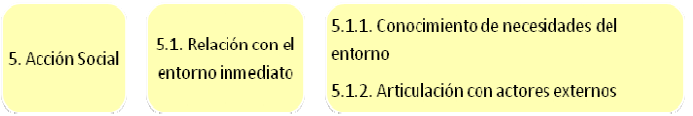 5. Acción Social
5.1. Relación con el
entorno inmediato
5.1.1. Conocimiento de necesidades del
entorno
5.1.2. Articulación con actores externos